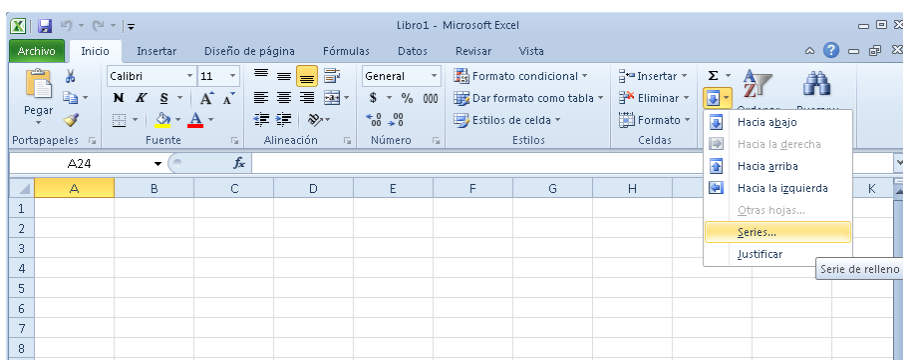 Libro1 - Microsoft Excel
Archivo Inicio Insertar Diseño de página Fórmulas Datos Revisar Vista
Pegar
Portapapeles
Calibri 11
N K S A A
A
Fuente
Alineación
General
$ % 000
Número
Formato condicional
Dar formato como tabla
Estilos de celda
Estilos
Insertar
Eliminar
Formato
Celdas
Σ
Hacia abajo
Hacia la derecha
Hacia arriba
Hacia la izquierda
Otras hojas...
Series...
Justificar
Serie de relleno
A24 fx
A B C D E F G H K
1
2
3
4
5
6
7
8